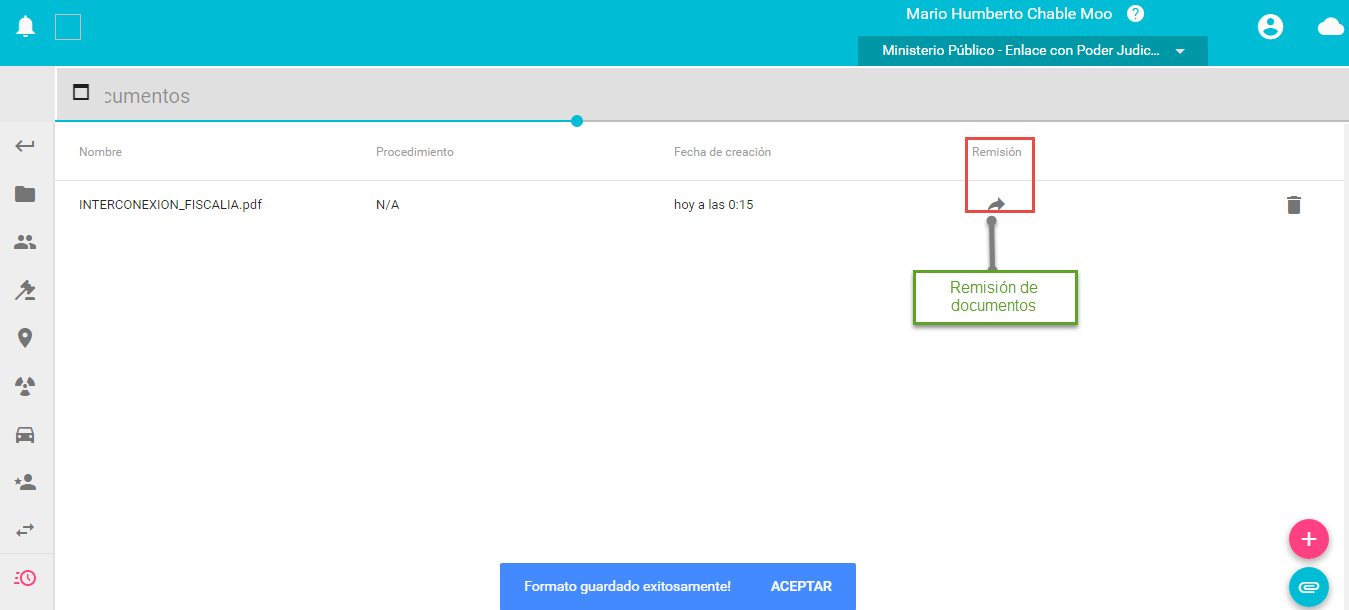 Mario Humberto Chable Moo ?
Ministerio Público - Enlace con Poder Judic...
cumentos
Nombre Procedimiento Fecha de creación Remisión
INTERCONEXION_FISCALIA.pdf N/A hoy a las 0:15
Remisión de
documentos
Formato guardado exitosamente! ACEPTAR